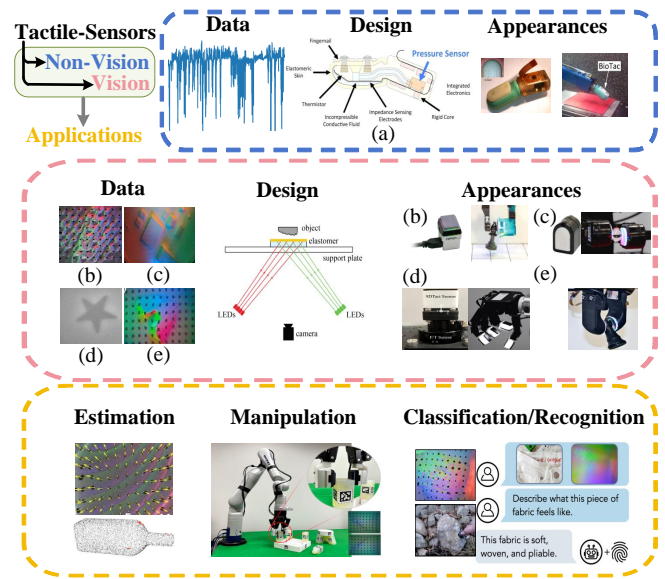 Tactile-Sensors
Non-Vision
Vision
Applications
Data
Design
Appearances
Fingernail
Elastomeric
Skin
Thermistor
Incompressible
Conductive Fluid
Impedance Sensing
Electrodes
Pressure Sensor
Integrated
Electronics
Rigid Core
(a)
BioTac
Data
Design
Appearances
(b)
(c)
(d)
(e)
object
elastomer
support plate
LEDs
LEDs
camera
(b)
(c)
(d)
(e)
Estimation
Manipulation
Classification/Recognition
Describe what this piece of
fabric feels like.
This fabric is soft,
woven, and pliable.
+